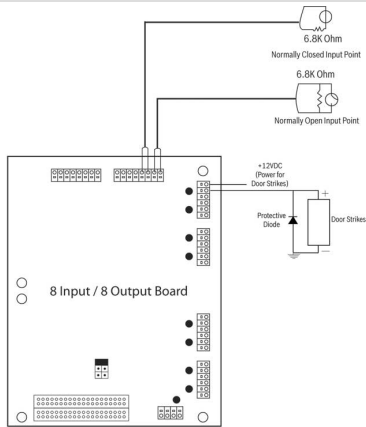 6.8K Ohm
Normally Closed Input Point
6.8K Ohm
Normally Open Input Point
+12VDC
(Power for
Door Strikes)
+
Protective
Diode
Door Strikes
–
8 Input / 8 Output Board